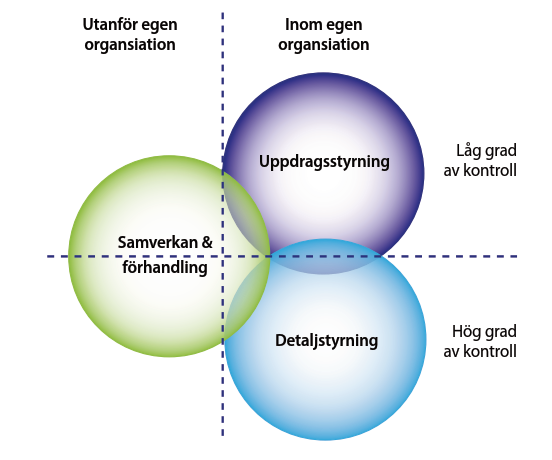 Utanför egen
organsiation
Inom egen
organsiation
Uppdragsstyrning
Låg grad
av kontroll
Samverkan &
förhandling
Detaljstyrning
Hög grad
av kontroll